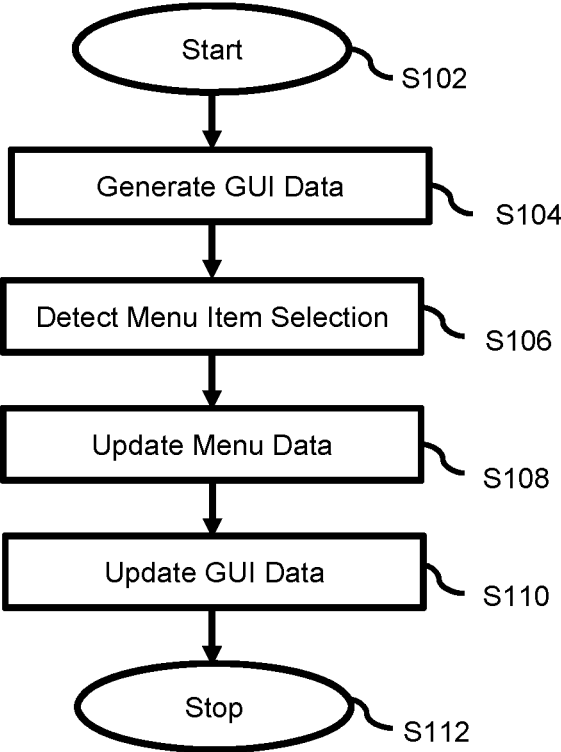 Start
S102
Generate GUI Data
S104
Detect Menu Item Selection
S106
Update Menu Data
S108
Update GUI Data
S110
Stop
S112